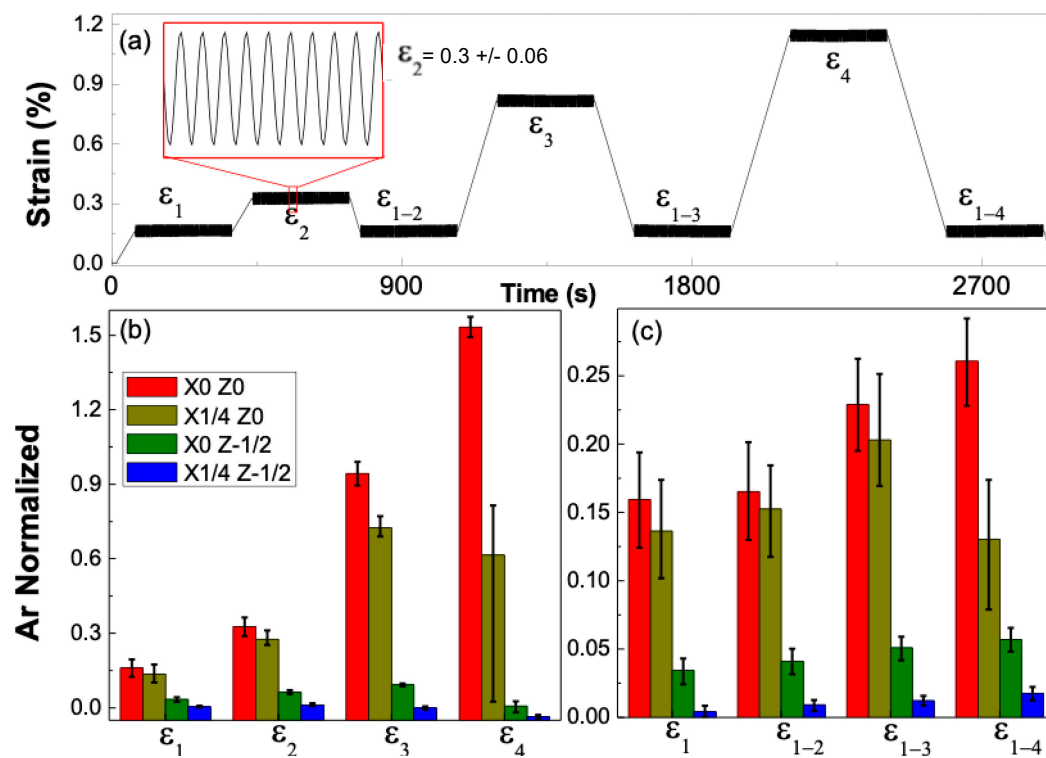 (a)
ε2 = 0.3 +/- 0.06
Strain (%)
1.2
0.9
0.6
0.3
0.0
ε1
ε2
ε1–2
ε3
ε1–3
ε4
ε1–4
0 900 1800 2700
Time (s)
Ar Normalized
(b)
1.5
1.2
0.9
0.6
0.3
0.0
X0 Z0
X1/4 Z0
X0 Z-1/2
X1/4 Z-1/2
ε1 ε2 ε3 ε4
(c)
0.25
0.20
0.15
0.10
0.05
0.00
ε1 ε1–2 ε1–3 ε1–4